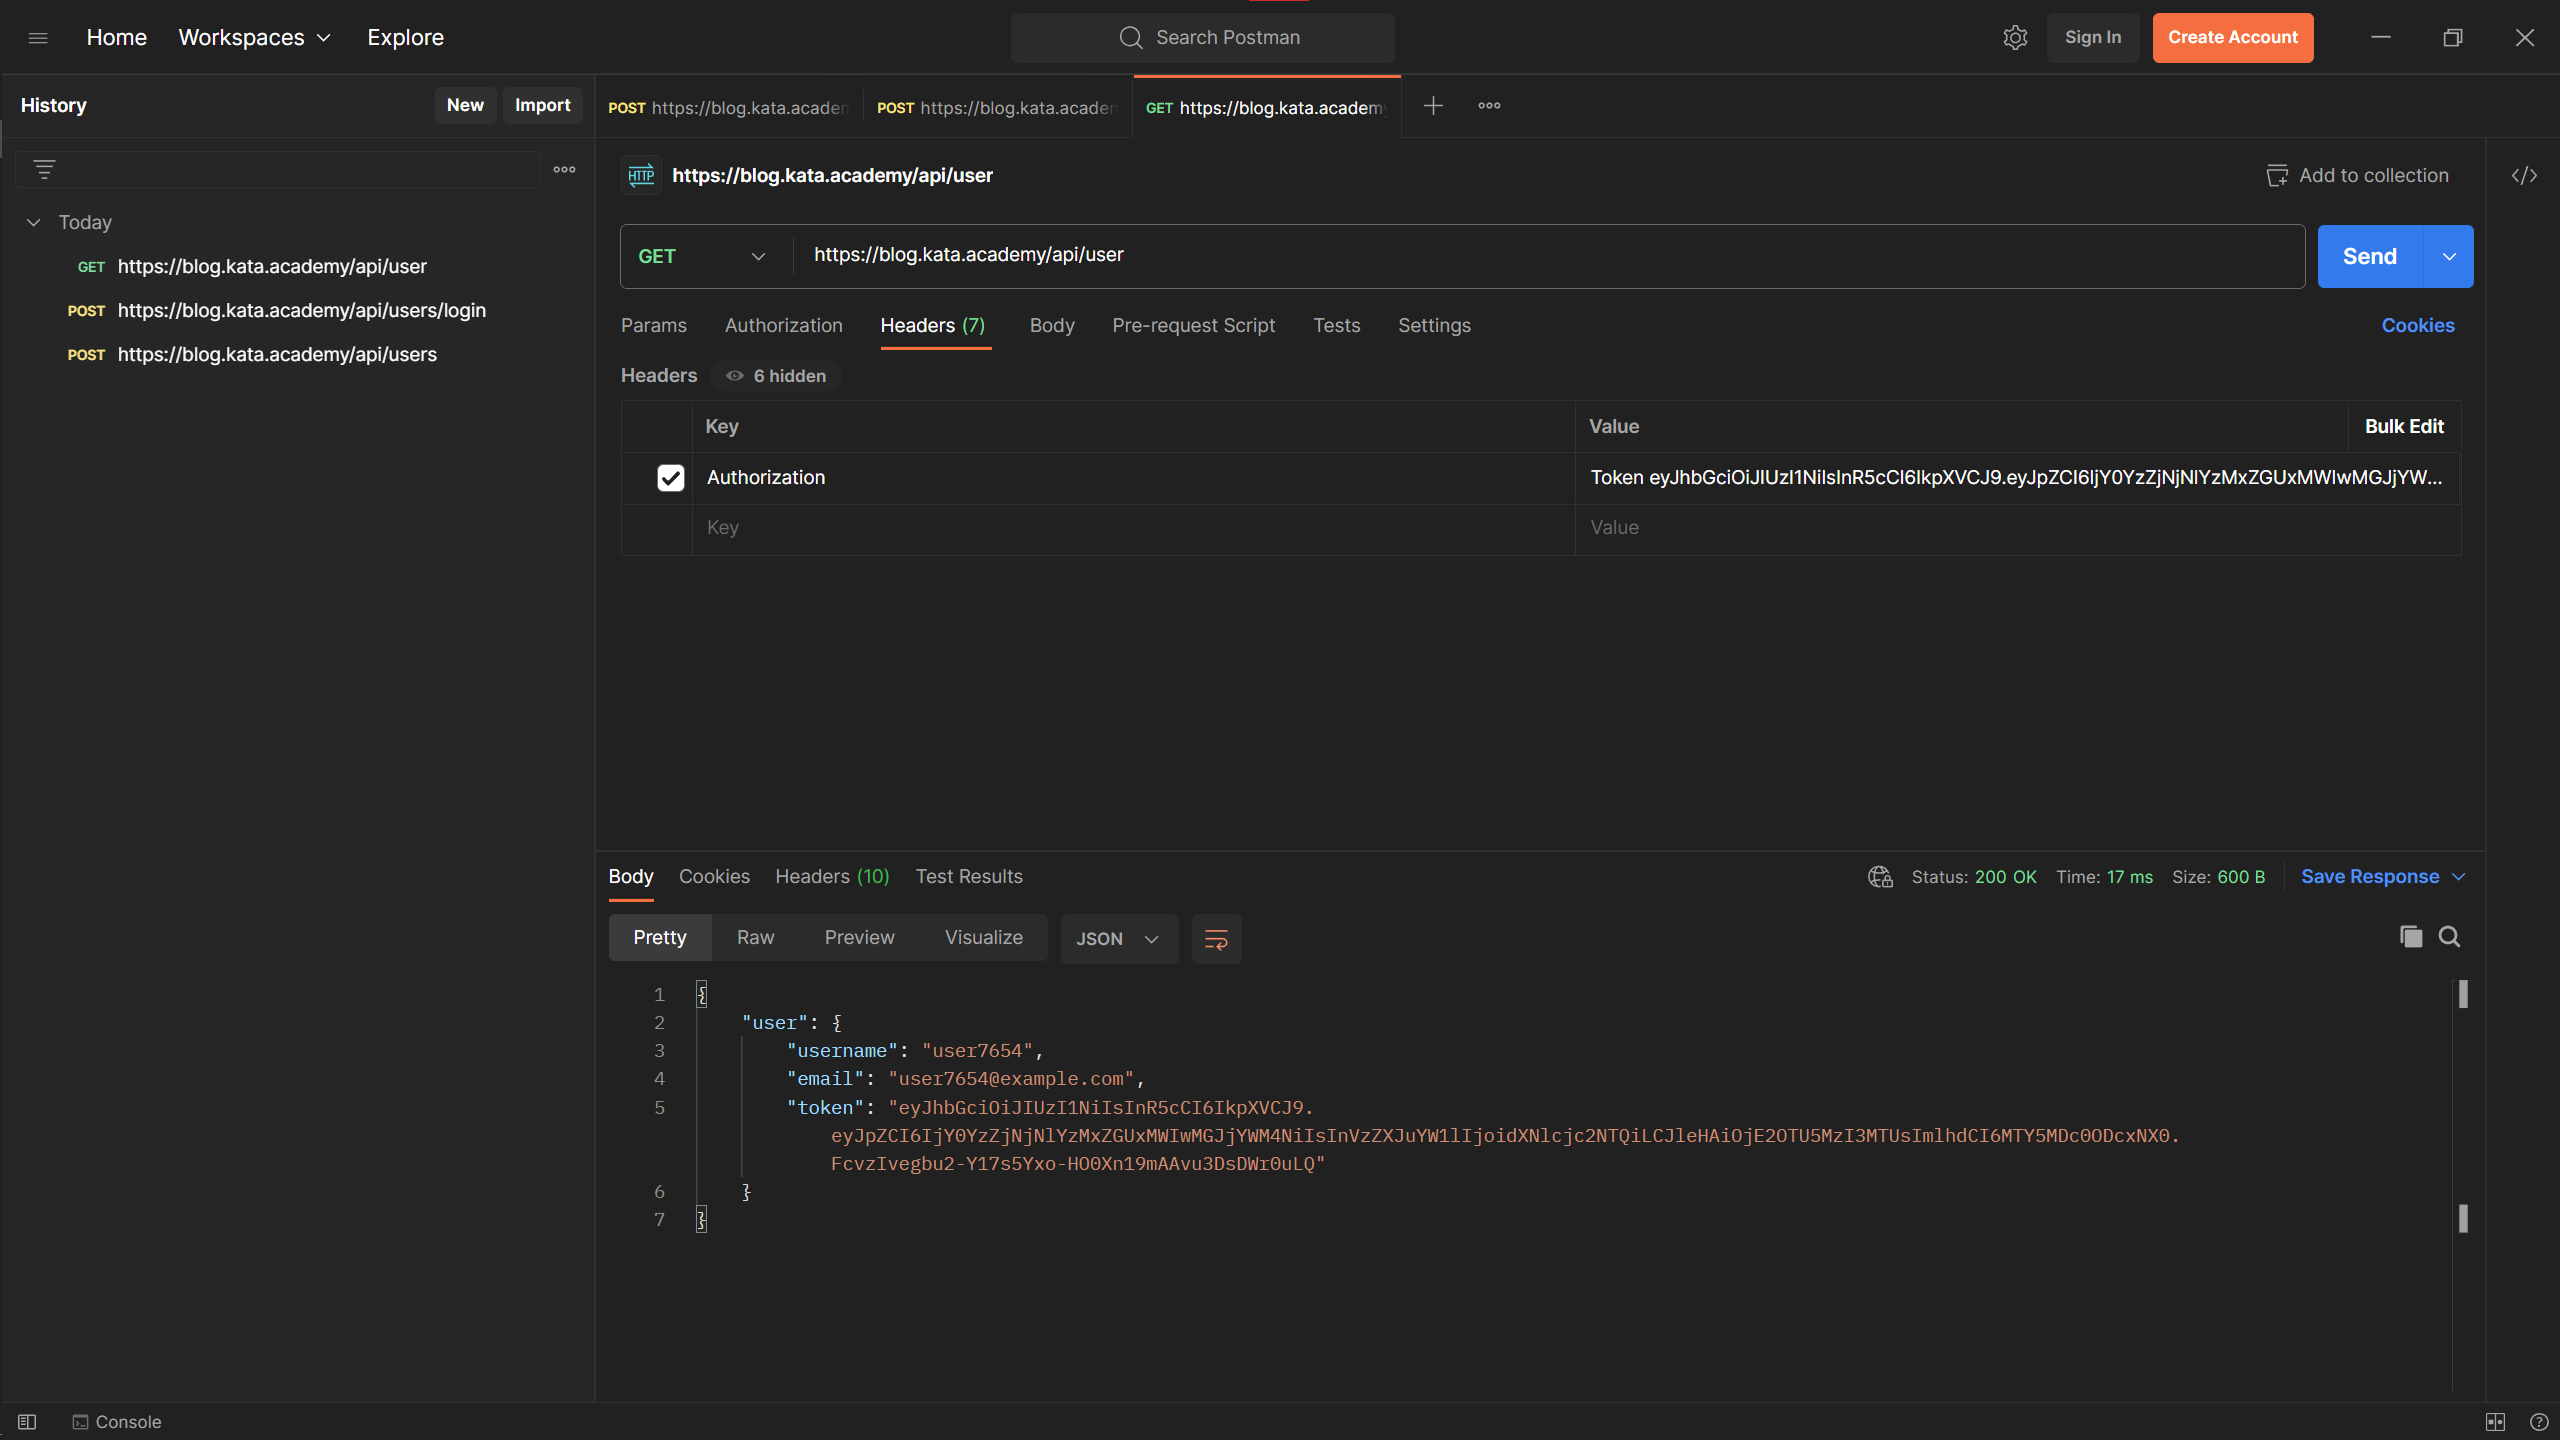 Home Workspaces Explore Search Postman Sign In Create Account
History New Import
POST https://blog.kata.academ POST https://blog.kata.academ GET https://blog.kata.academy
HTTP https://blog.kata.academy/api/user Add to collection
Today
GET https://blog.kata.academy/api/user
POST https://blog.kata.academy/api/users/login
POST https://blog.kata.academy/api/users
GET https://blog.kata.academy/api/user Send
Params Authorization Headers (7) Body Pre-request Script Tests Settings Cookies
Headers 6 hidden
Key Value Bulk Edit
Authorization Token eyJhbGciOiJIUzI1NiIsInR5cCI6IkpXVCJ9.eyJpZCI6IjY0YzZjNjNlYzMxZGUxMWIwMGJjYW...
Key Value
Body Cookies Headers (10) Test Results Status: 200 OK Time: 17 ms Size: 600 B Save Response
Pretty Raw Preview Visualize JSON
1 {
2 "user": {
3 "username": "user7654",
4 "email": "user7654@example.com",
5 "token": "eyJhbGciOiJIUzI1NiIsInR5cCI6IkpXVCJ9.
eyJpZCI6IjY0YzZjNjNlYzMxZGUxMWIwMGJjYWM4NiIsInVzZXJuYW1lIjoidXNlcjc2NTQiLCJleHAiOjE2OTU5MzI3MTUsImlhdCI6MTY5MDc0ODcxNX0.
FcvzIvegbu2-Y17s5Yxo-HO0Xn19mAAvu3DsDWr0uLQ"
6 }
7 }
Console